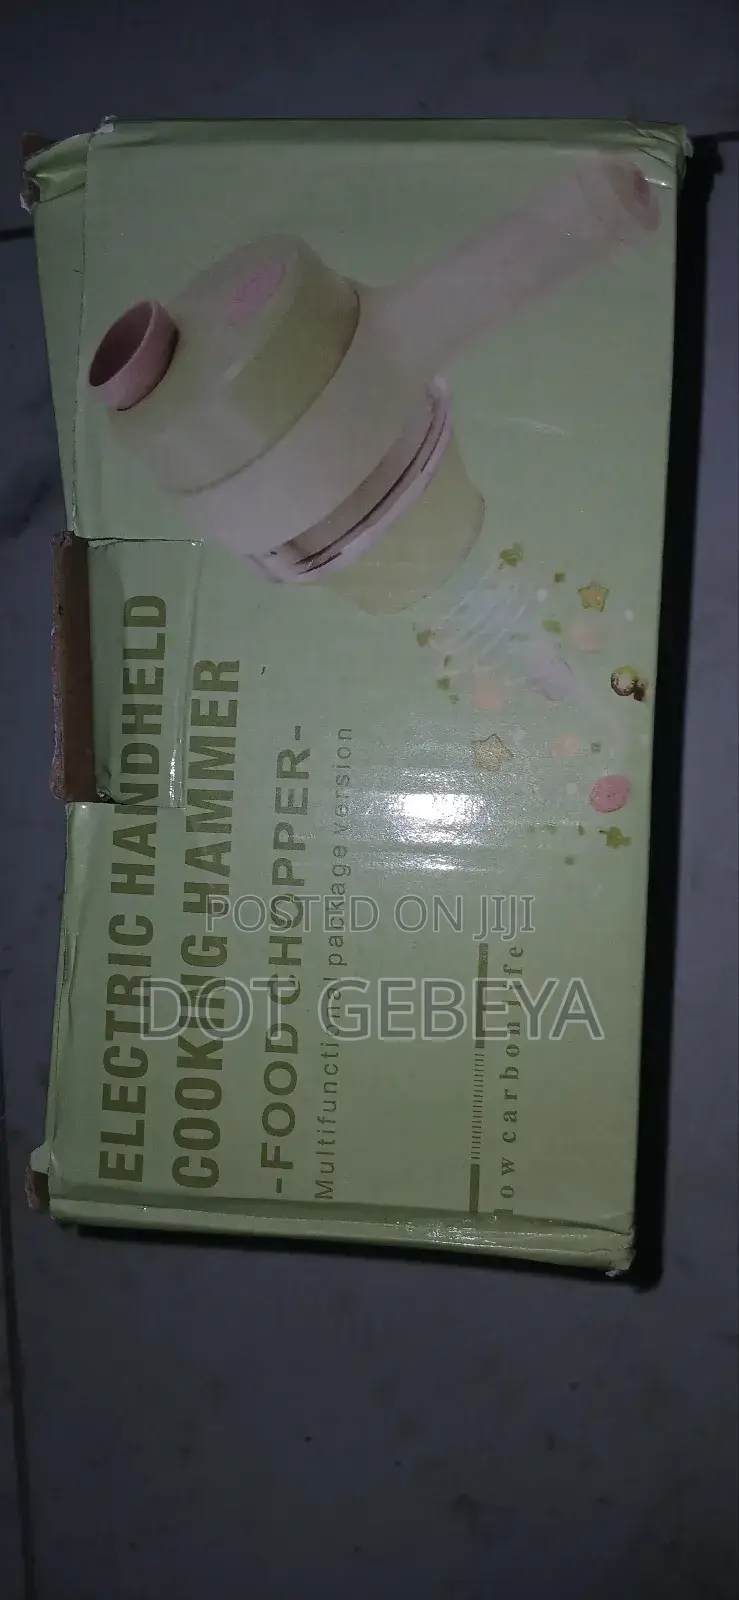 ELECTRIC HANDHELD
COOKING HAMMER
-FOOD CHOPPER-
Multifunctional package version
low carbon life
POSTED ON JIJI
DOT GEBEYA